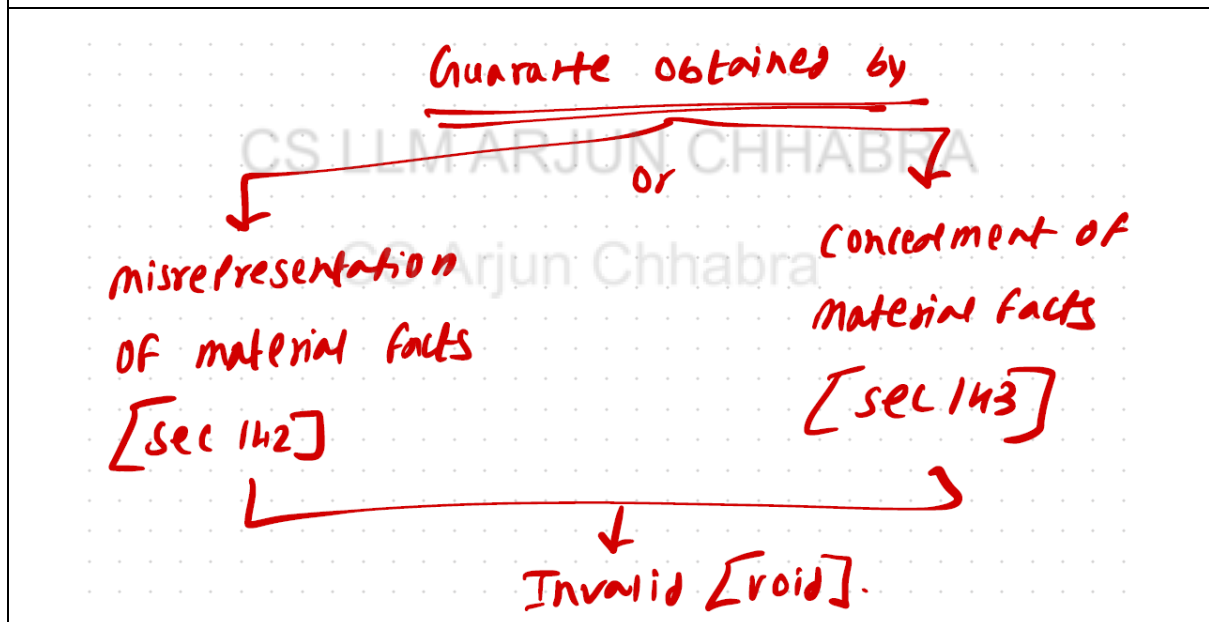 Guarante obtained by
CS LLM ARJUN CHHABRA
or
CS Arjun Chhabra
misrepresentation
of material facts
[sec 142]
concealment of
material facts
[sec 143]
Invalid [void].